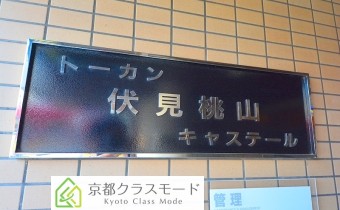 トーカン
伏見桃山
キャステール
京都クラスモード
Kyoto Class Mode
管理